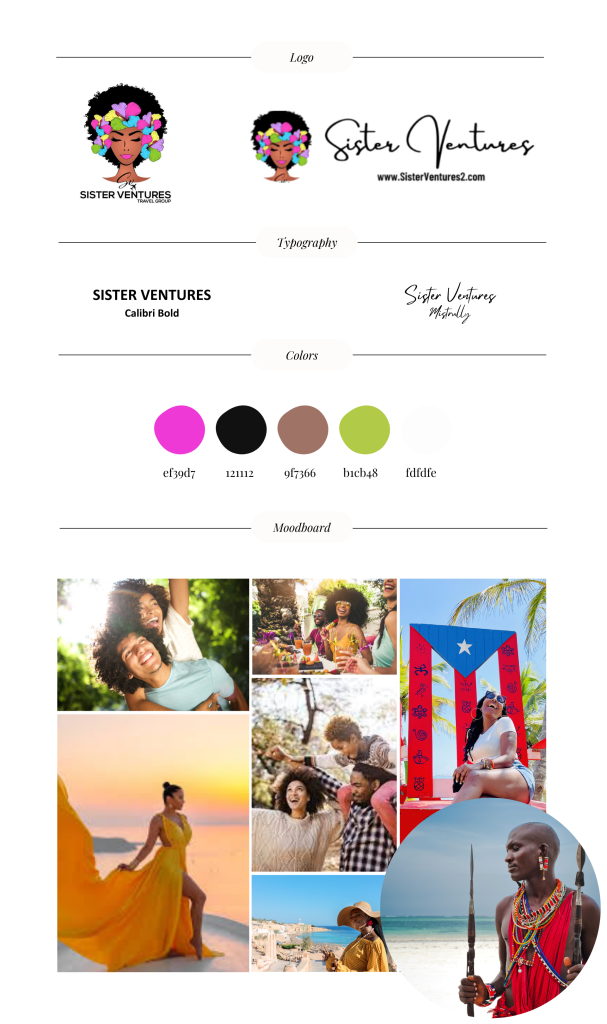 Logo
Sister Ventures
www.SisterVentures2.com
SISTER VENTURES
TRAVEL GROUP
Typography
SISTER VENTURES
Calibri Bold
Sister Ventures
Mistrully
Colors
ef39d7 121112 9f7366 b1cb48 fdfdfe
Moodboard